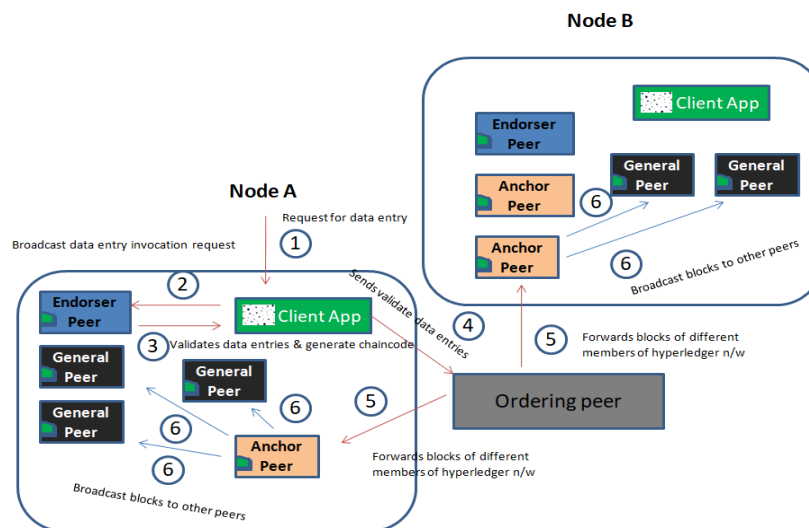 Node B
Client App
Endorser
Peer
General
Peer
General
Peer
Anchor
Peer
6
Anchor
Peer
6
Broadcast blocks to other peers
Node A
Request for data entry
1
Broadcast data entry invocation request
2
Sends validate data entries
4
5
Forwards blocks of different
members of hyperledger n/w
Endorser
Peer
Client App
3
Validates data entries & generate chaincode
General
Peer
General
Peer
6
5
Ordering peer
General
Peer
6
Anchor
Peer
6
Forwards blocks of different
members of hyperledger n/w
Broadcast blocks to other peers